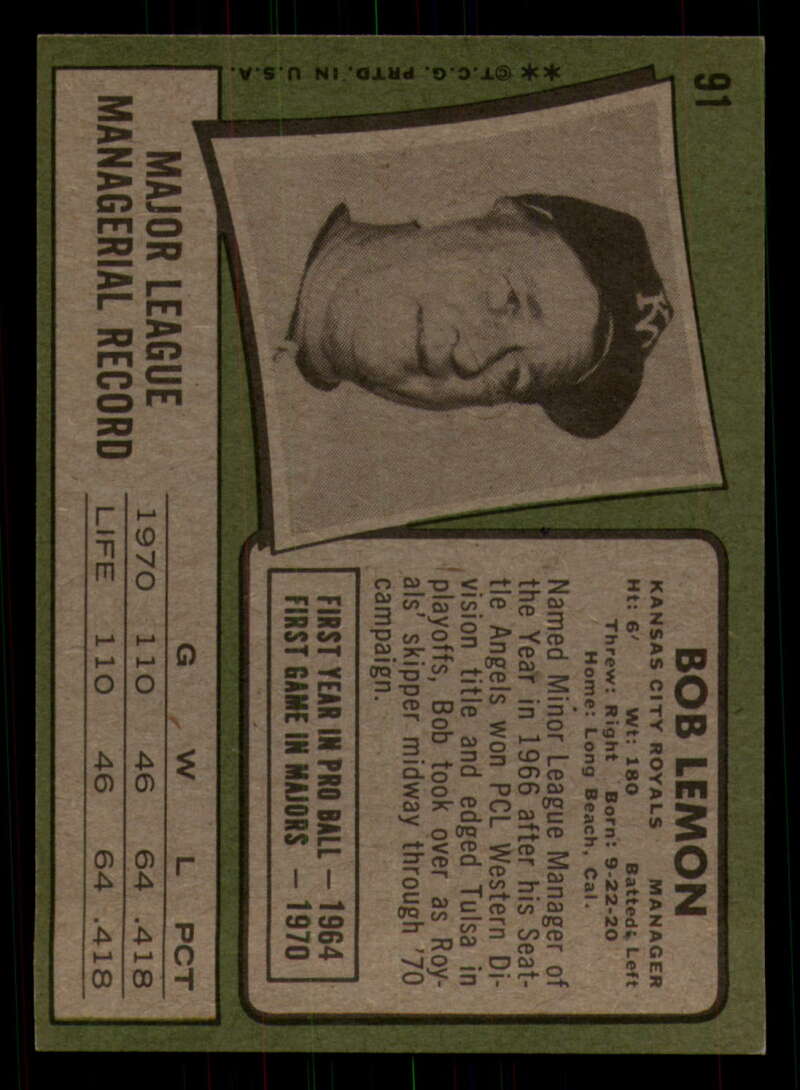 91
**©T.C.G. PRTD. IN U.S.A.
KC
BOB LEMON
KANSAS CITY ROYALS MANAGER
Ht: 6' Wt: 180 Batted: Left
Threw: Right Born: 9-22-20
Home: Long Beach, Cal.
Named Minor League Manager of
the Year in 1966 after his Seat-
tle Angels won PCL Western Di-
vision title and edged Tulsa in
playoffs, Bob took over as Roy-
als' skipper midway through '70
campaign.
FIRST YEAR IN PRO BALL — 1964
FIRST GAME IN MAJORS — 1970
MAJOR LEAGUE
MANAGERIAL RECORD
G W L PCT
1970 110 46 64 .418
LIFE 110 46 64 .418